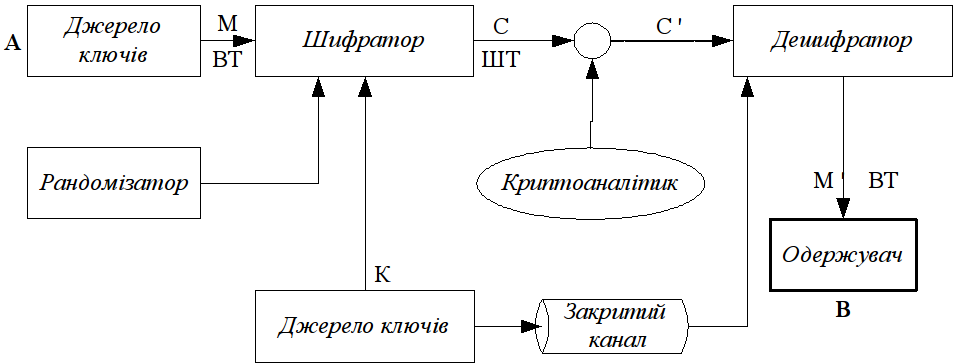 А
Джерело
ключів
М
ВТ
Шифратор
С
ШТ
С '
Дешифратор
Рандомізатор
Криптоаналітик
М '
ВТ
Одержувач
В
К
Джерело ключів
Закритий
канал